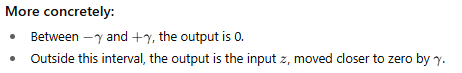 More concretely:
• Between −γ and +γ, the output is 0.
• Outside this interval, the output is the input z, moved closer to zero by γ.